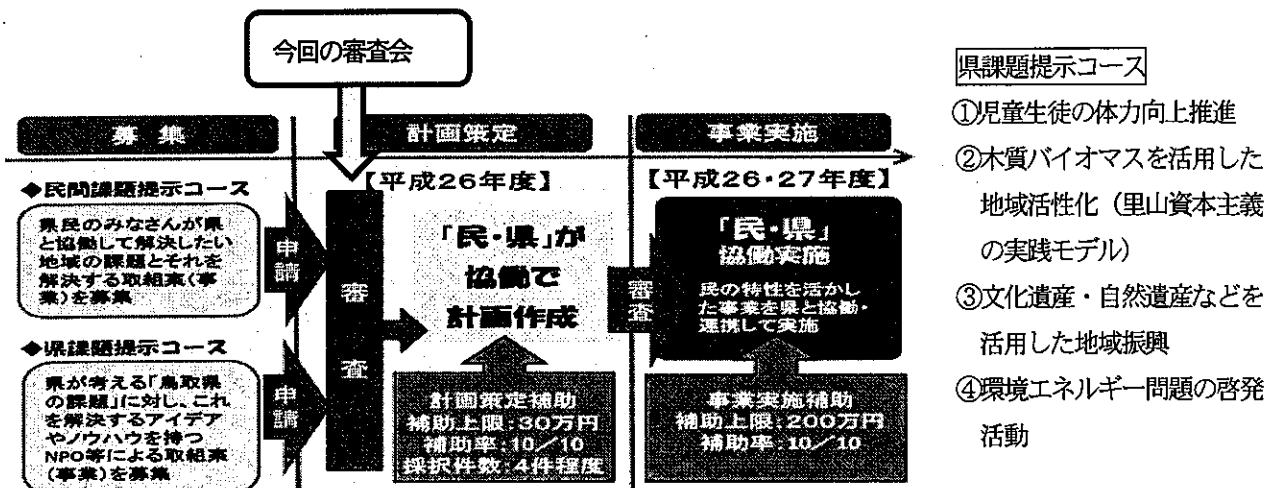 今回の審査会
募集
計画策定
事業実施
◆民間課題提示コース
県民のみなさんが県
と協働して解決したい
地域の課題とそれを
解決する取組案(事
業)を募集
◆県課題提示コース
県が考える「鳥取県
の課題」に対し、これ
を解決するアイデア
やノウハウを持つ
NPO等による取組案
(事業)を募集
申請
申請
審査
【平成26年度】
「民・県」が
協働で
計画作成
計画策定補助
補助上限:30万円
補助率:10/10
採択件数:4件程度
審査
【平成26・27年度】
「民・県」
協働実施
民の特性を活かし
た事業を県と協働・
連携して実施
事業実施補助
補助上限:200万円
補助率:10/10
県課題提示コース
①児童生徒の体力向上推進
②木質バイオマスを活用した
地域活性化（里山資本主義
の実践モデル）
③文化遺産・自然遺産などを
活用した地域振興
④環境エネルギー問題の啓発
活動